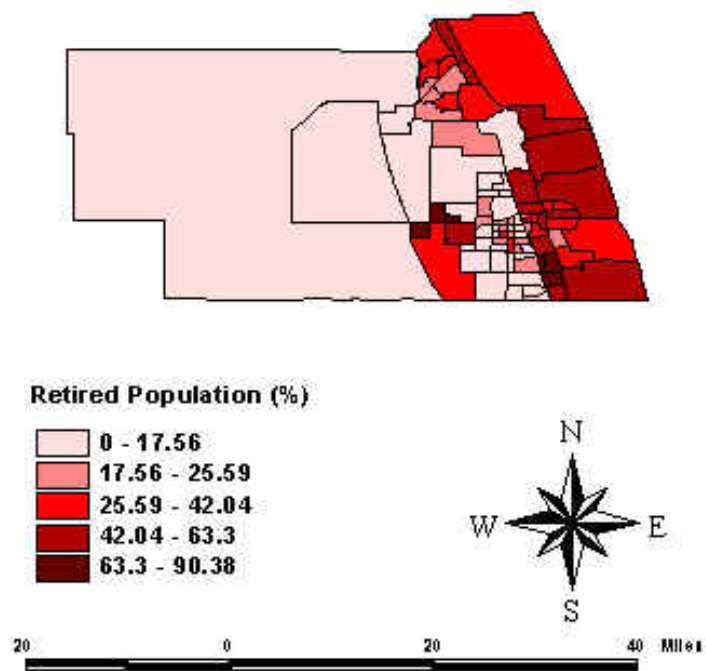 Retired Population (%)
0 - 17.56
17.56 - 25.59
25.59 - 42.04
42.04 - 63.3
63.3 - 90.38
N
W E
S
20 0 20 40 Miles